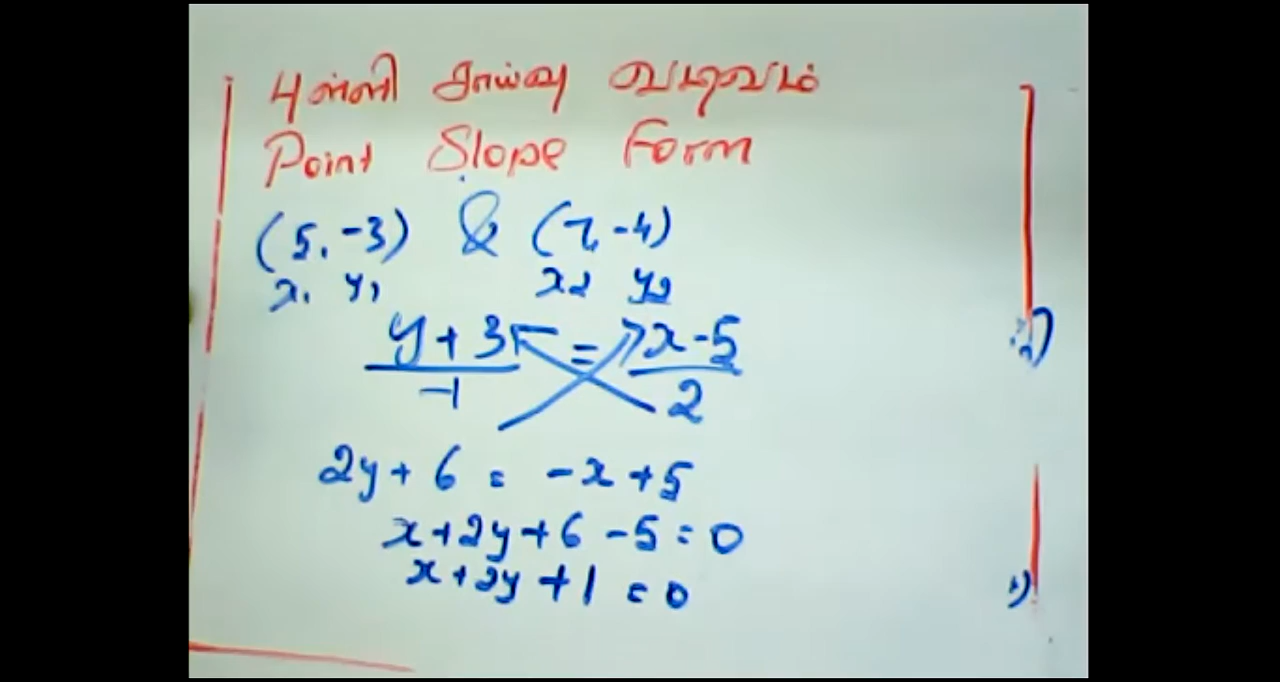 புள்ளி சாய்வு வடிவம்
Point Slope Form
(5, -3) & (7, -4)
x1 y1 x2 y2
y + 3 = x - 5
-1 2
2y + 6 = -x + 5
x + 2y + 6 - 5 = 0
x + 2y + 1 = 0